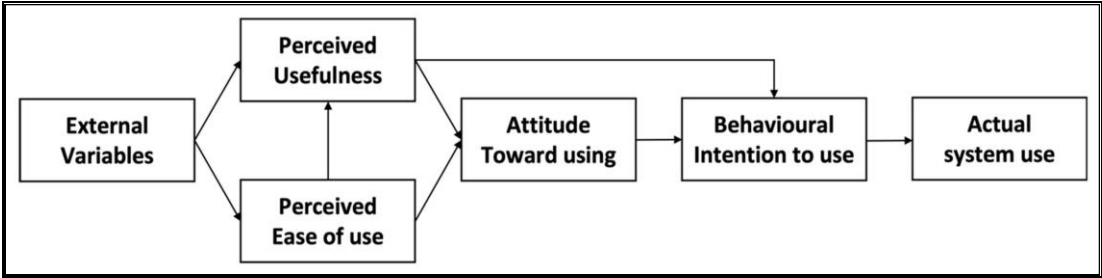 Perceived
Usefulness
External
Variables
Attitude
Toward using
Behavioural
Intention to use
Actual
system use
Perceived
Ease of use